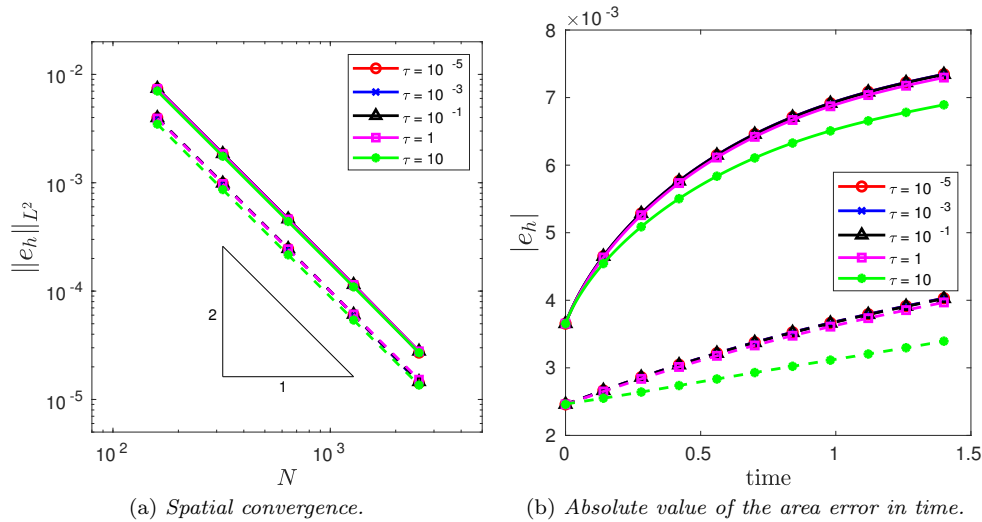 10^-2
10^-3
10^-4
10^-5
||e_h||_{L^2}
τ = 10^-5
τ = 10^-3
τ = 10^-1
τ = 1
τ = 10
2
1
10^2
10^3
N
(a) Spatial convergence.
×10^-3
8
7
6
5
4
3
2
|e_h|
τ = 10^-5
τ = 10^-3
τ = 10^-1
τ = 1
τ = 10
0
0.5
1
1.5
time
(b) Absolute value of the area error in time.